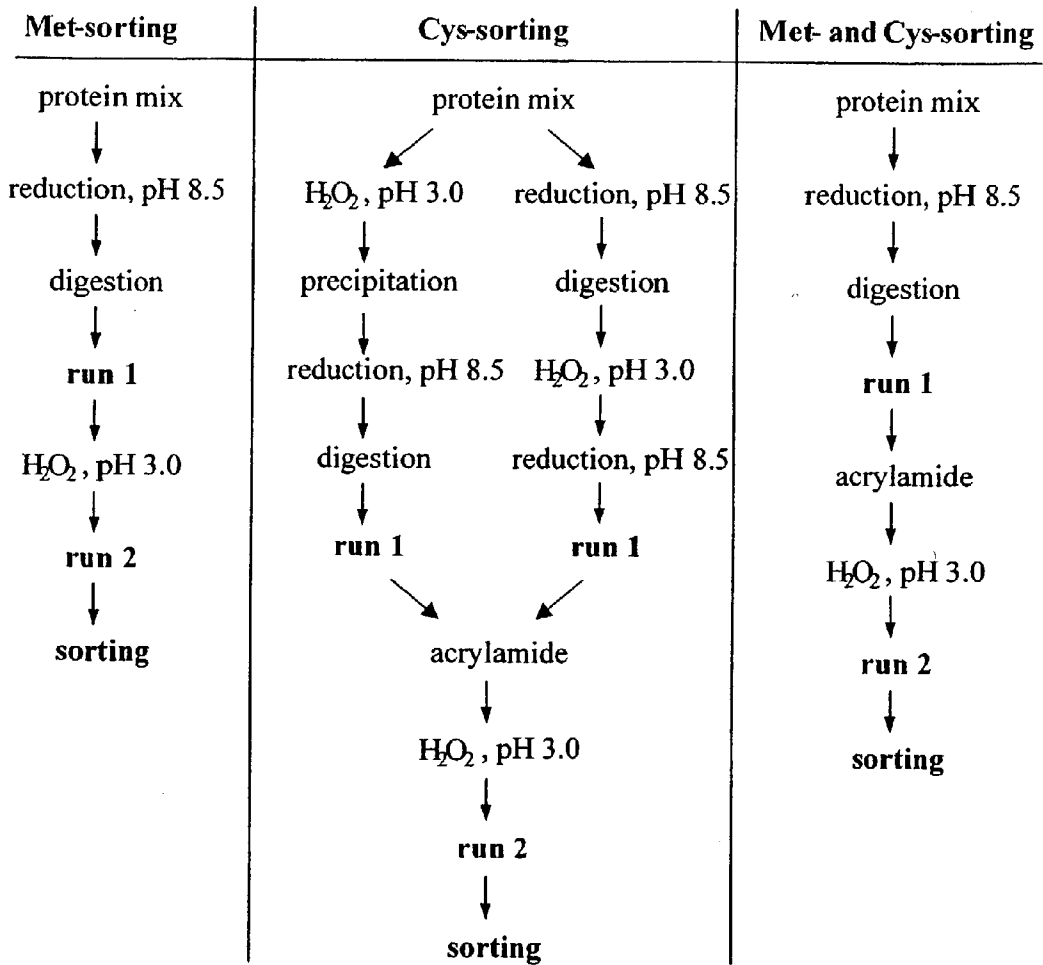 Met-sorting
protein mix
reduction, pH 8.5
digestion
run 1
H₂O₂, pH 3.0
run 2
sorting
Cys-sorting
protein mix
H₂O₂, pH 3.0
precipitation
reduction, pH 8.5
digestion
run 1
reduction, pH 8.5
digestion
H₂O₂, pH 3.0
reduction, pH 8.5
run 1
acrylamide
H₂O₂, pH 3.0
run 2
sorting
Met- and Cys-sorting
protein mix
reduction, pH 8.5
digestion
run 1
acrylamide
H₂O₂, pH 3.0
run 2
sorting